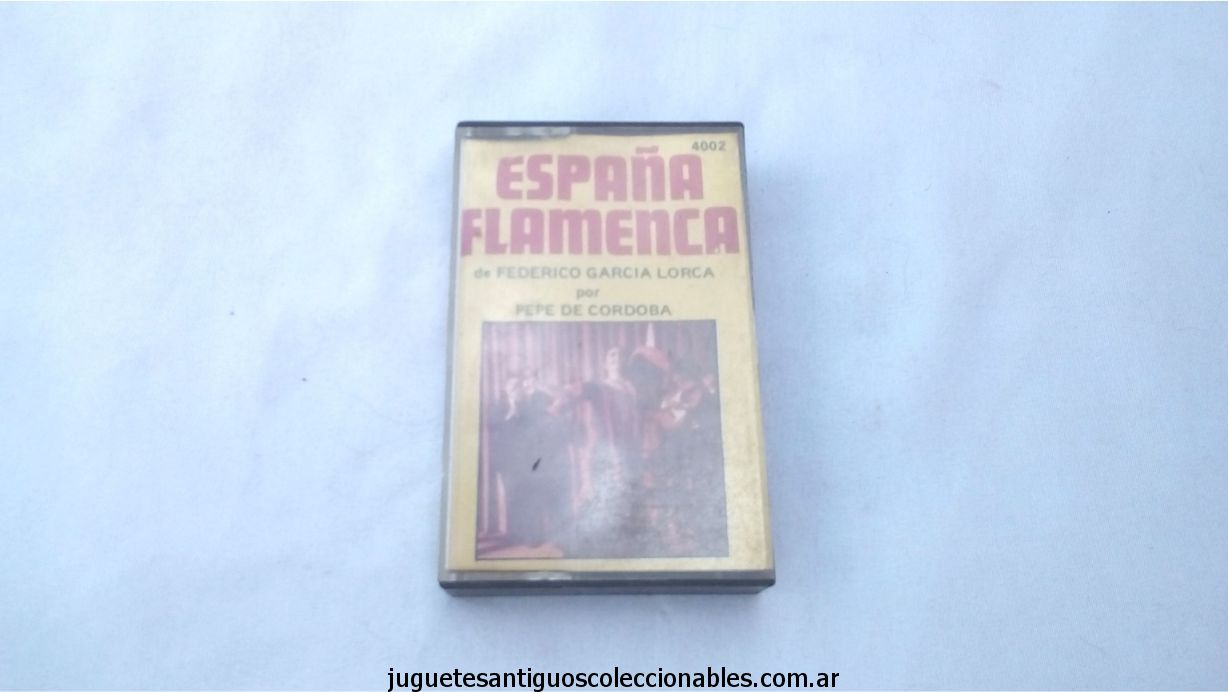 4002
ESPAÑA
FLAMENCA
de FEDERICO GARCIA LORCA
por
PEPE DE CORDOBA
juguetesantiguoscoleccionables.com.ar